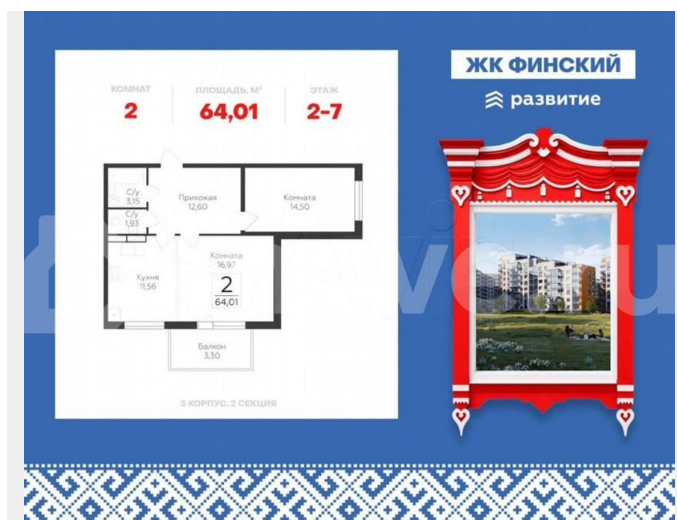 КОМНАТ
2
ПЛОЩАДЬ, М²
64,01
ЭТАЖ
2-7
С/у
3,15
С/у
1,93
Прихожая
12,60
Комната
14,50
Кухня
11,56
Комната
16,97
2
64,01
Балкон
3,30
5 КОРПУС, 2 СЕКЦИЯ
ЖК ФИНСКИЙ
развитие